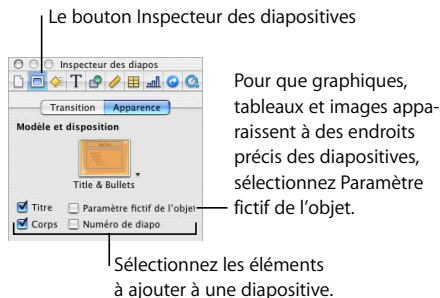 Le bouton Inspecteur des diapositives
Inspecteur des diapos
T
Transition Apparence
Modèle et disposition
Title & Bullets
Titre Paramètre fictif de l'objet
Corps Numéro de diapo
Pour que graphiques,
tableaux et images appa-
raissent à des endroits
précis des diapositives,
sélectionnez Paramètre
fictif de l'objet.
Sélectionnez les éléments
à ajouter à une diapositive.